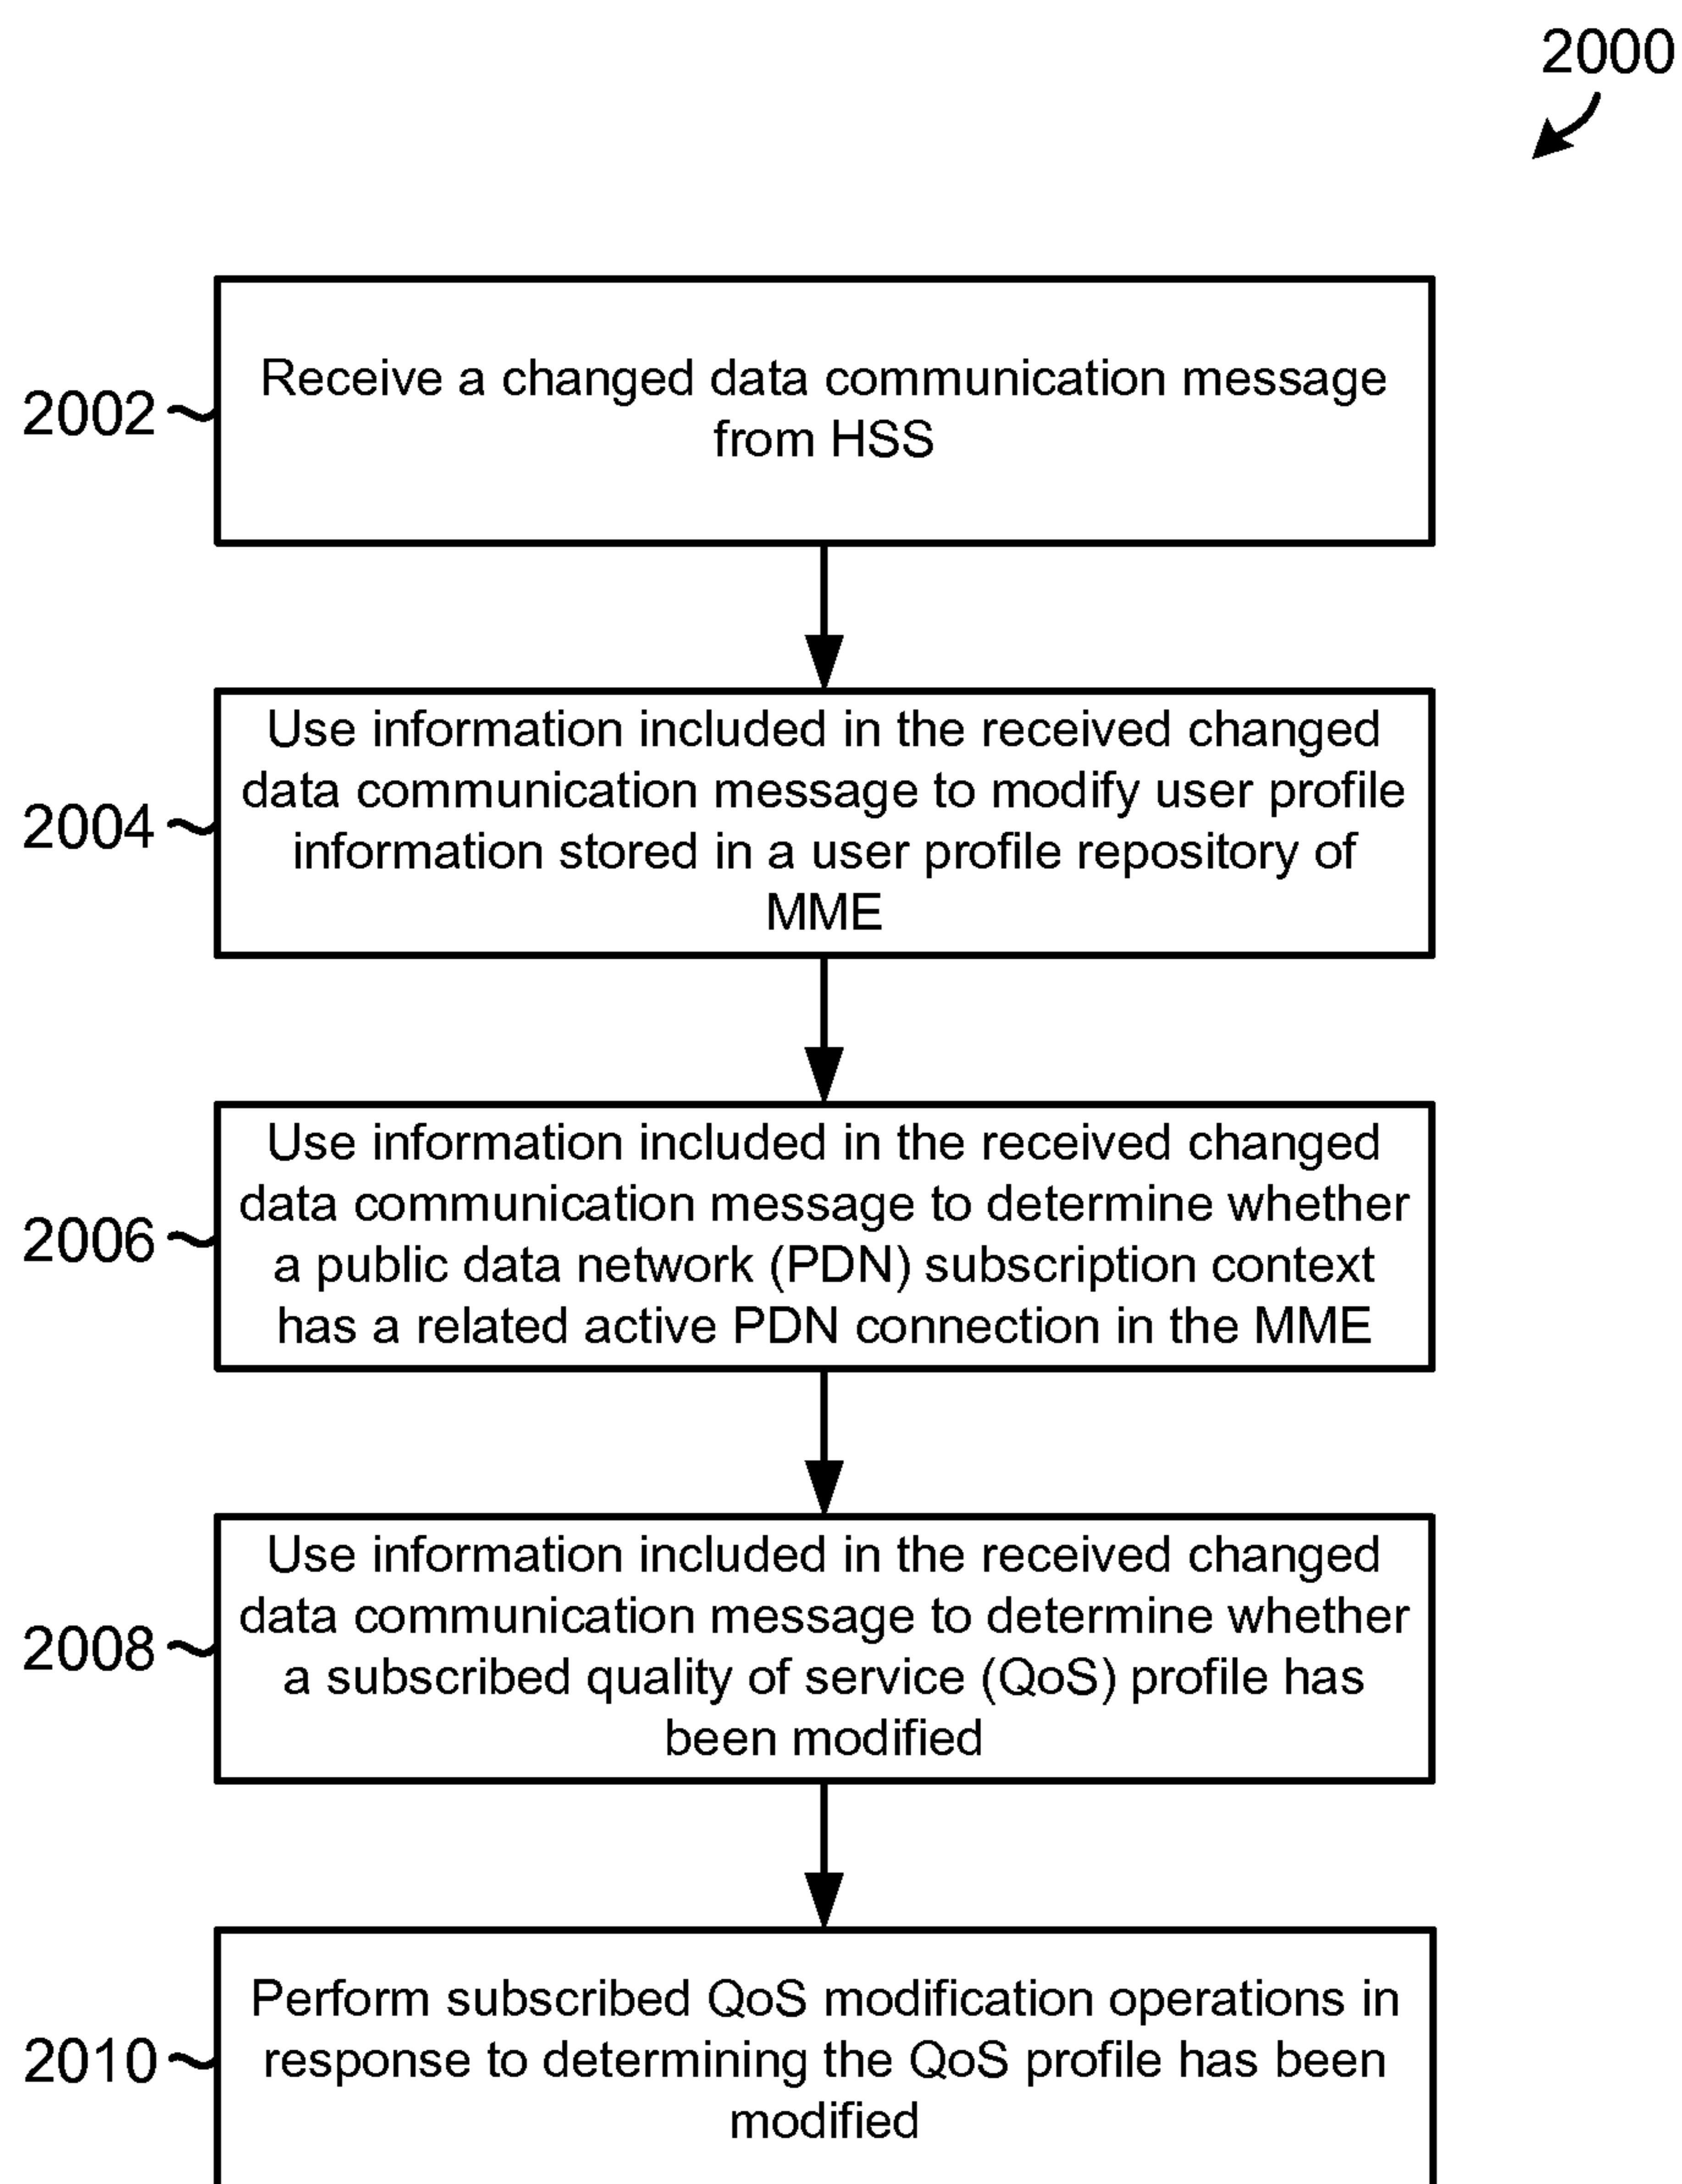 2000
2002
Receive a changed data communication message
from HSS
2004
Use information included in the received changed
data communication message to modify user profile
information stored in a user profile repository of
MME
2006
Use information included in the received changed
data communication message to determine whether
a public data network (PDN) subscription context
has a related active PDN connection in the MME
2008
Use information included in the received changed
data communication message to determine whether
a subscribed quality of service (QoS) profile has
been modified
2010
Perform subscribed QoS modification operations in
response to determining the QoS profile has been
modified